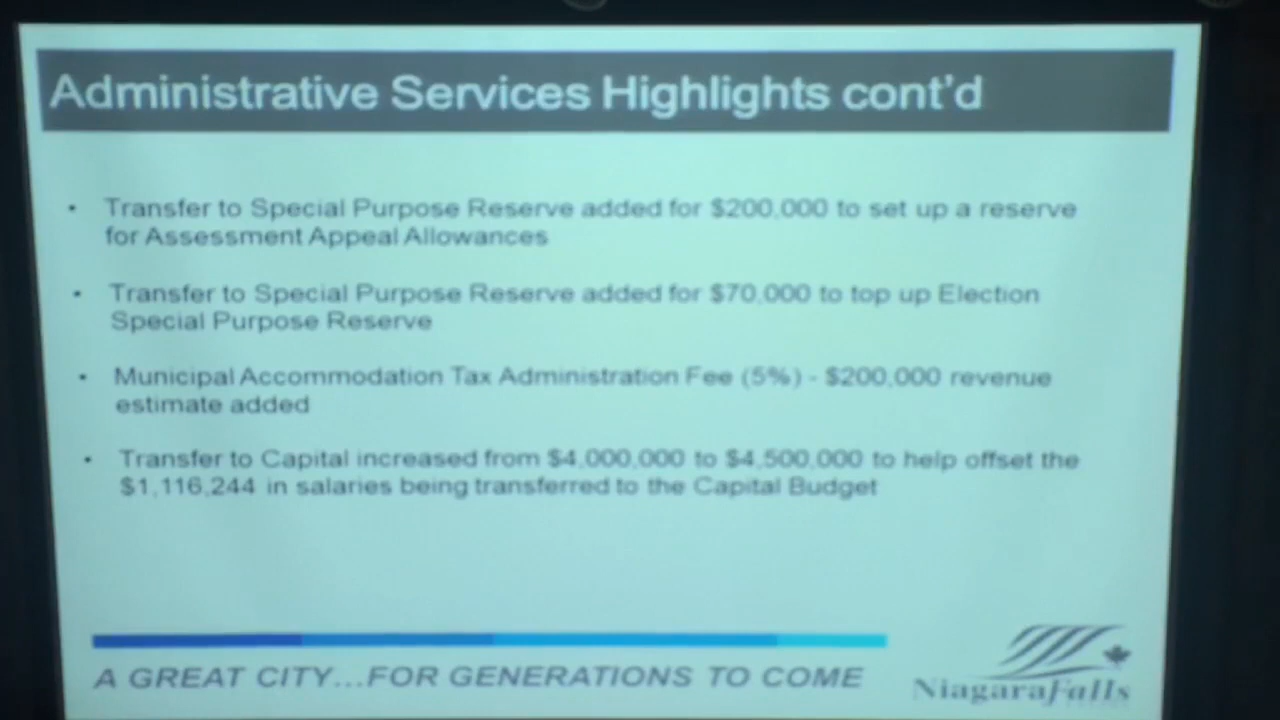 Administrative Services Highlights cont'd
• Transfer to Special Purpose Reserve added for $200,000 to set up a reserve
for Assessment Appeal Allowances
• Transfer to Special Purpose Reserve added for $70,000 to top up Election
Special Purpose Reserve
• Municipal Accommodation Tax Administration Fee (5%) - $200,000 revenue
estimate added
• Transfer to Capital increased from $4,000,000 to $4,500,000 to help offset the
$1,116,244 in salaries being transferred to the Capital Budget
A GREAT CITY...FOR GENERATIONS TO COME
NiagaraFalls